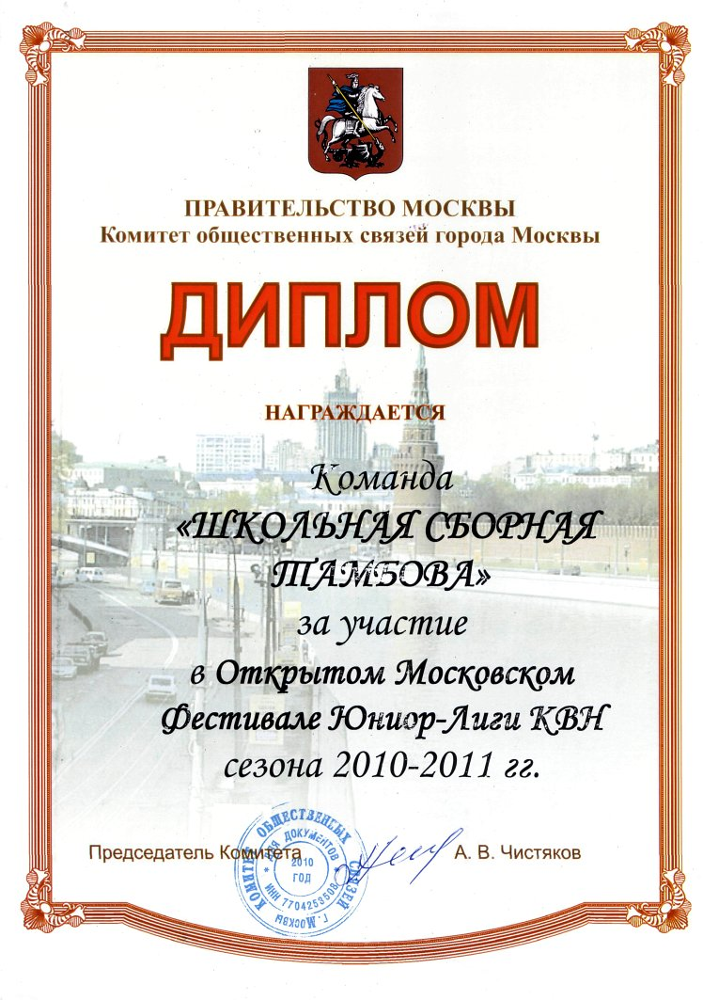 ПРАВИТЕЛЬСТВО МОСКВЫ
Комитет общественных связей города Москвы
ДИПЛОМ
НАГРАЖДАЕТСЯ
Команда
«ШКОЛЬНАЯ СБОРНАЯ
ТАМБОВА»
за участие
в Открытом Московском
Фестивале Юниор-Лиги КВН
сезона 2010-2011 гг.
Председатель Комитета
А. В. Чистяков
КОМИТЕТ ОБЩЕСТВЕННЫХ СВЯЗЕЙ
Г. МОСКВЫ
ДЛЯ ДОКУМЕНТОВ
2010
ГОД
ИНН 7704253508